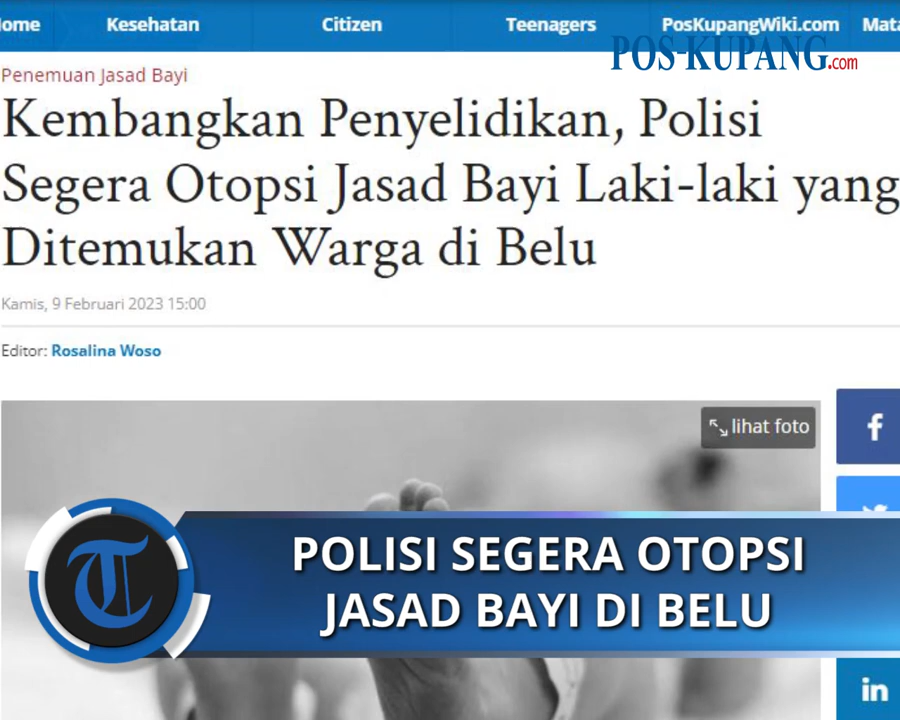 ome Kesehatan Citizen Teenagers PosKupangWiki.com Mata
POS-KUPANG.com
Penemuan Jasad Bayi
Kembangkan Penyelidikan, Polisi
Segera Otopsi Jasad Bayi Laki-laki yang
Ditemukan Warga di Belu
Kamis, 9 Februari 2023 15:00
Editor: Rosalina Woso
lihat foto
f
T
POLISI SEGERA OTOPSI
JASAD BAYI DI BELU
in